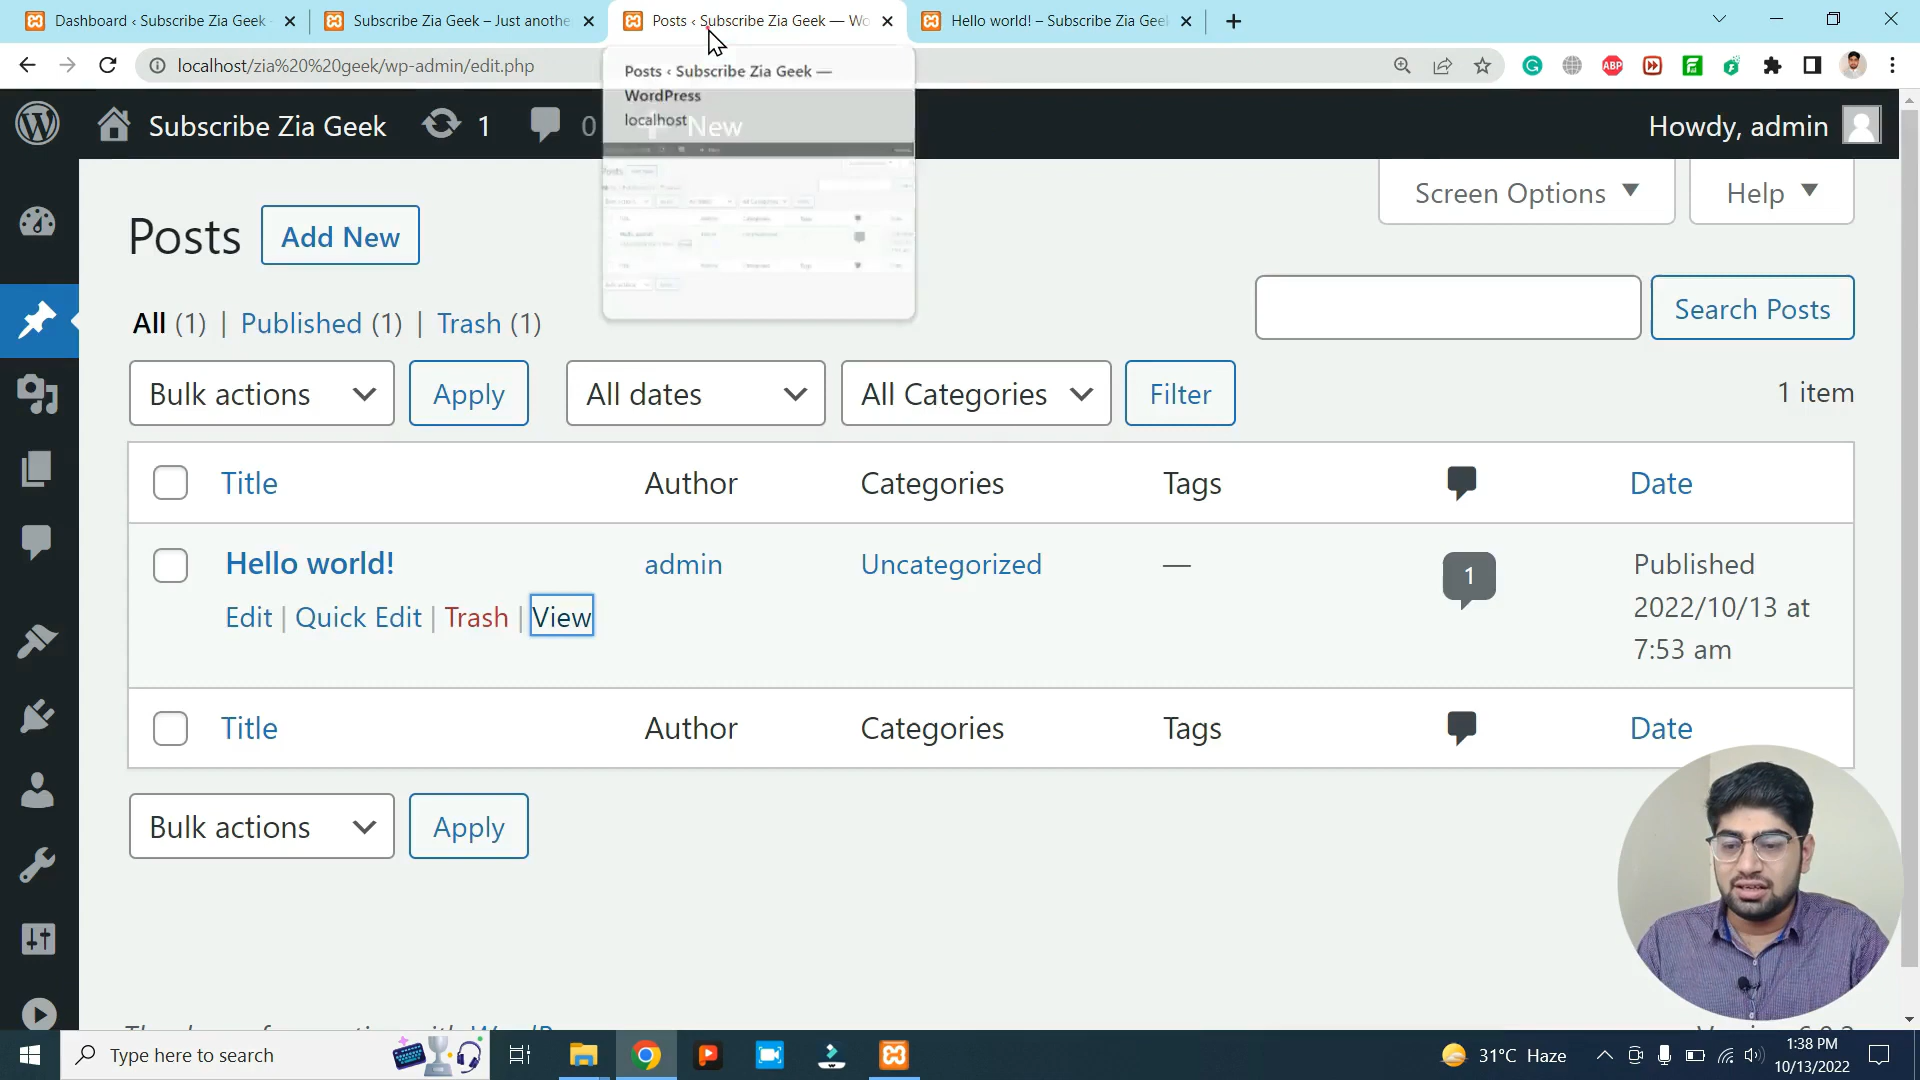 Dashboard ‹ Subscribe Zia Geek
Subscribe Zia Geek – Just anothe
Posts ‹ Subscribe Zia Geek — Wo
Hello world! – Subscribe Zia Geek
localhost/zia%20%20geek/wp-admin/edit.php
ABP
Posts ‹ Subscribe Zia Geek —
WordPress
localhost
Subscribe Zia Geek
1
0
New
Howdy, admin
Screen Options
Help
Posts
Add New
All (1) | Published (1) | Trash (1)
Search Posts
Bulk actions
Apply
All dates
All Categories
Filter
1 item
Title
Author
Categories
Tags
Date
Hello world!
admin
Uncategorized
—
1
Published
2022/10/13 at
7:53 am
Edit | Quick Edit | Trash | View
Title
Author
Categories
Tags
Date
Bulk actions
Apply
Type here to search
31°C Haze
1:38 PM
10/13/2022